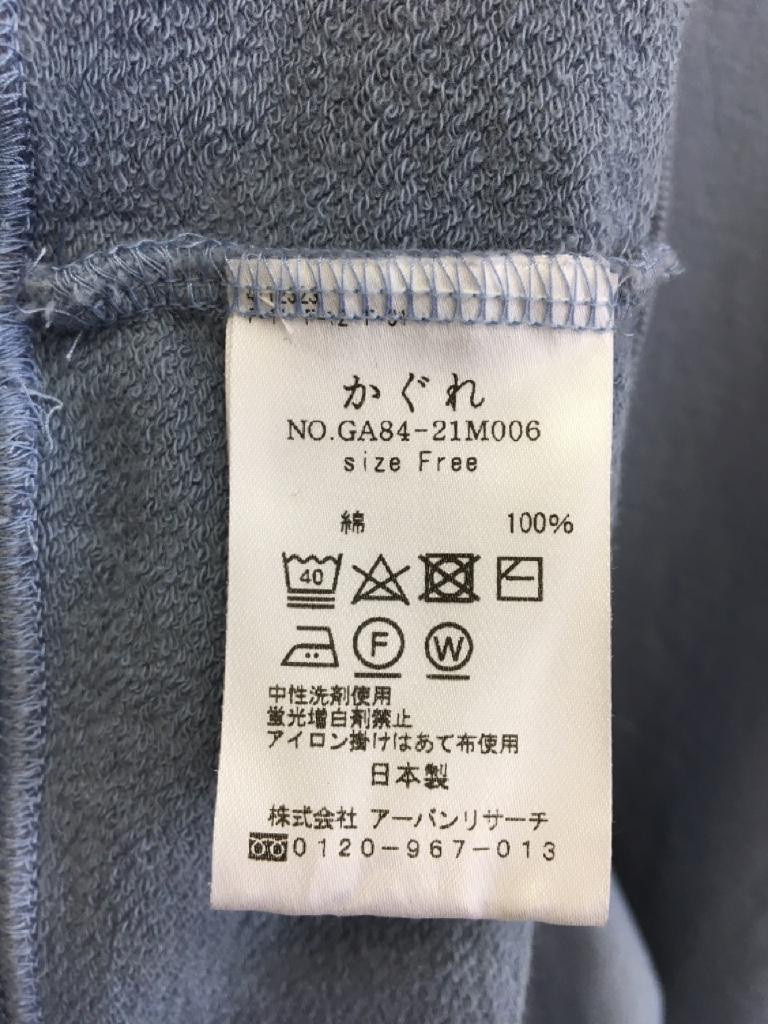 かぐれ
NO.GA84-21M006
size Free
綿 100%
40
F W
中性洗剤使用
蛍光増白剤禁止
アイロン掛けはあて布使用
日本製
株式会社 アーバンリサーチ
0120-967-013